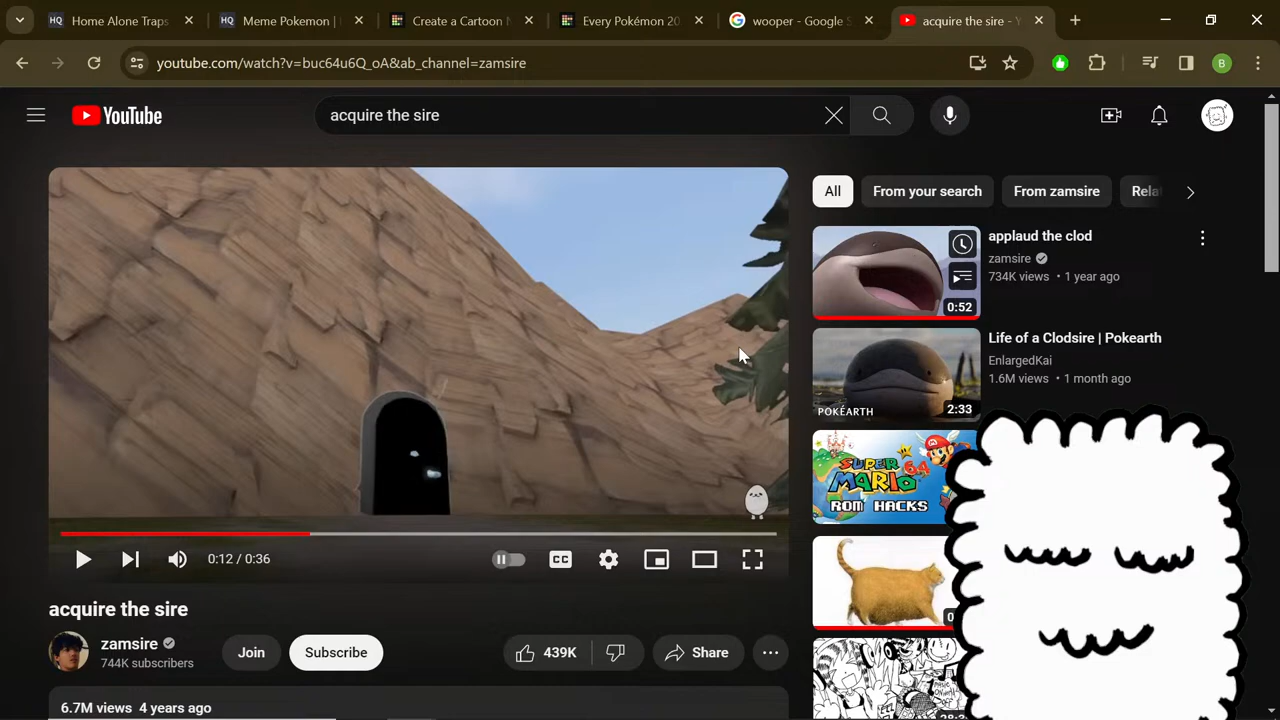 Home Alone Traps
Meme Pokemon |
Create a Cartoon
Every Pokémon 20
wooper - Google
acquire the sire -
youtube.com/watch?v=buc64u6Q_oA&ab_channel=zamsire
B
YouTube
acquire the sire
All
From your search
From zamsire
Rela
applaud the clod
zamsire
734K views • 1 year ago
0:52
Life of a Clodsire | Pokearth
EnlargedKai
1.6M views • 1 month ago
POKÉARTH
2:33
SUPER
MARIO 64
ROM HACKS
0:12 / 0:36
CC
acquire the sire
zamsire
744K subscribers
Join
Subscribe
439K
Share
6.7M views 4 years ago